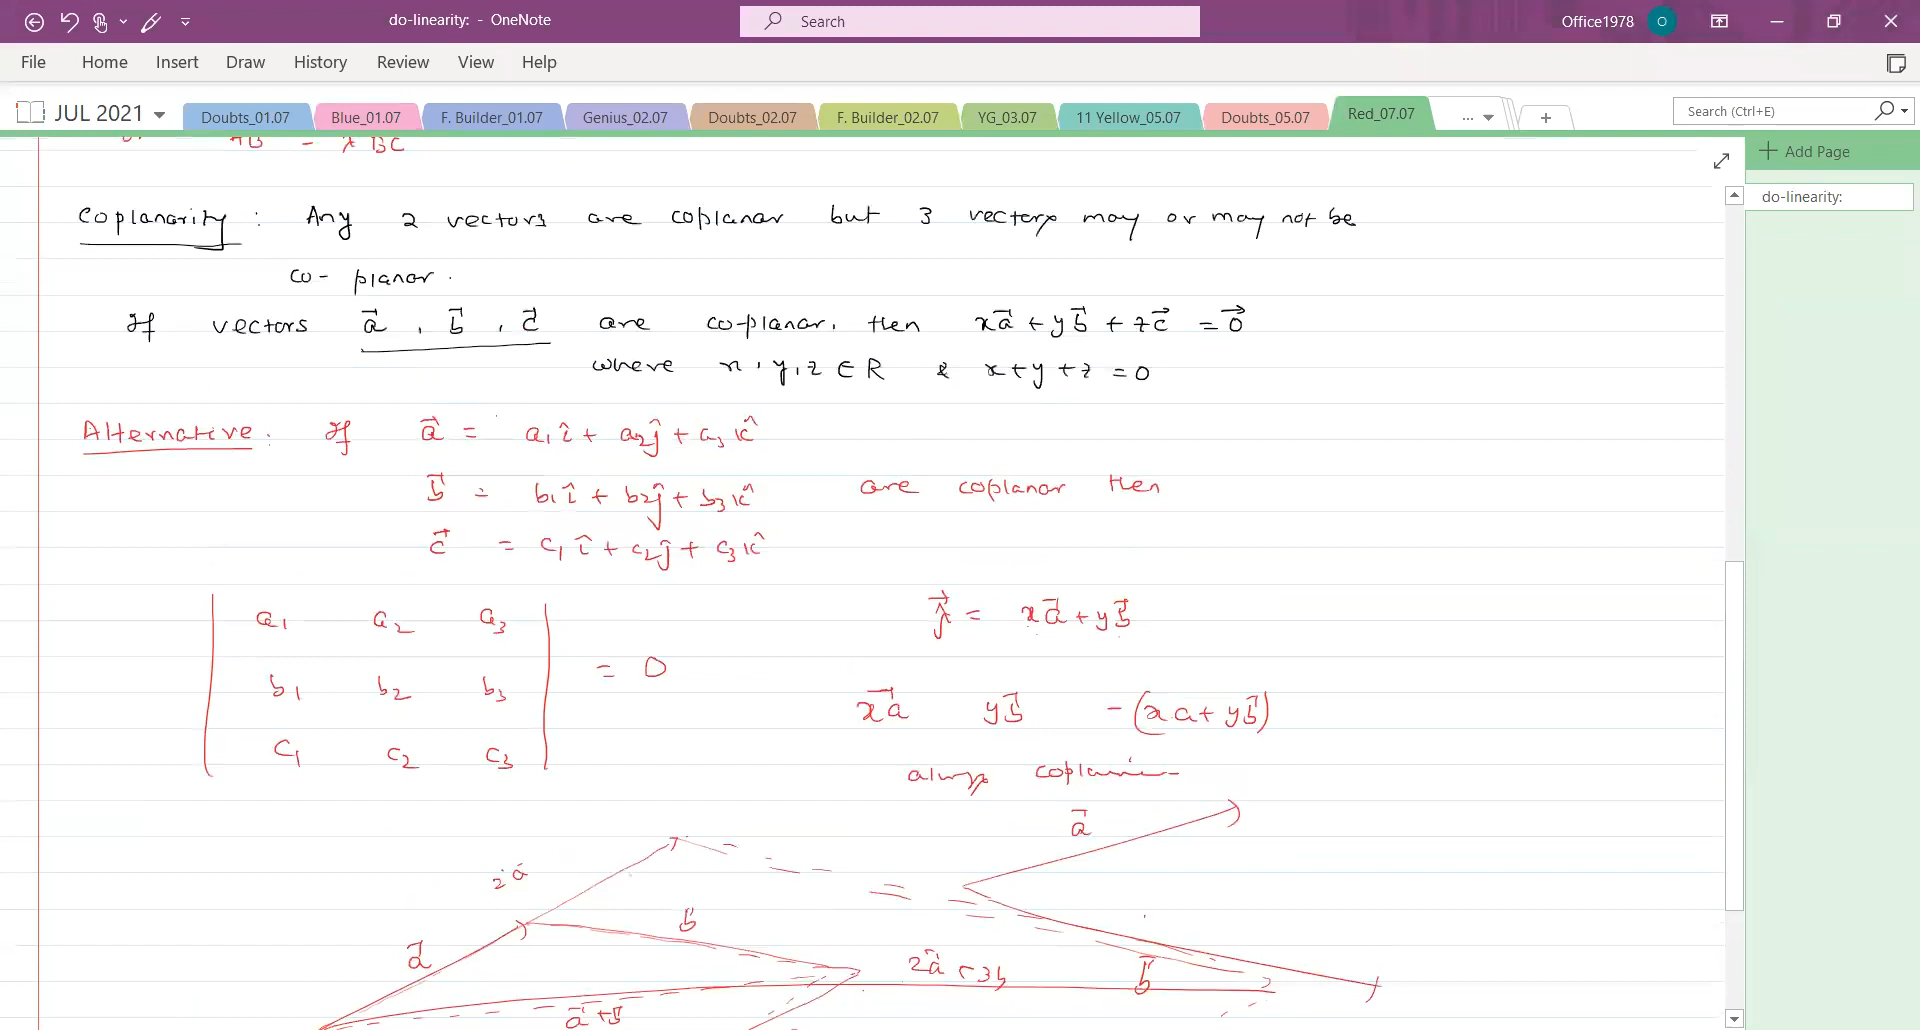 do-linearity: - OneNote
Search
Office1978
O
File Home Insert Draw History Review View Help
JUL 2021
Doubts_01.07 Blue_01.07 F. Builder_01.07 Genius_02.07 Doubts_02.07 F. Builder_02.07 YG_03.07 11 Yellow_05.07 Doubts_05.07 Red_07.07 ... +
Search (Ctrl+E)
+ Add Page
do-linearity:
AB = λ BC
Coplanarity : Any 2 vectors are coplanar but 3 vectors may or may not be
co-planar.
If vectors a⃗ , b⃗ , c⃗ are co-planar, then xa⃗ + yb⃗ + zc⃗ = 0⃗
where x, y, z ∈ R & x+y+z = 0
Alternative : If a⃗ = a₁î + a₂ĵ + a₃k̂
b⃗ = b₁î + b₂ĵ + b₃k̂ are coplanar then
c⃗ = c₁î + c₂ĵ + c₃k̂
a₁ a₂ a₃
b₁ b₂ b₃ = 0
c₁ c₂ c₃
r⃗ = xa⃗ + yb⃗
xa⃗ yb⃗ -(xa + yb⃗)
always
a⃗
2a⃗
b⃗
a⃗
2a⃗+3b
b⃗
a⃗+b⃗